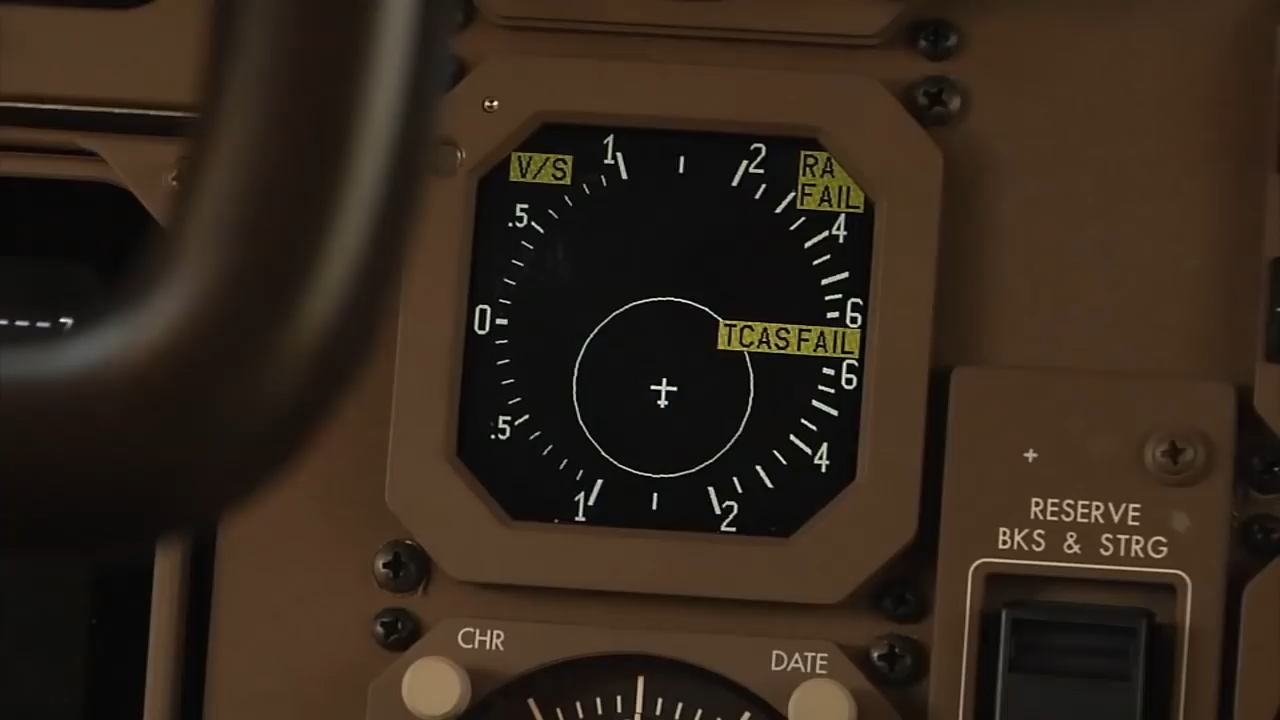 V/S
1
2
RA
FAIL
.5
4
0
6
TCAS FAIL
6
.5
4
1
2
RESERVE
BKS & STRG
CHR
DATE